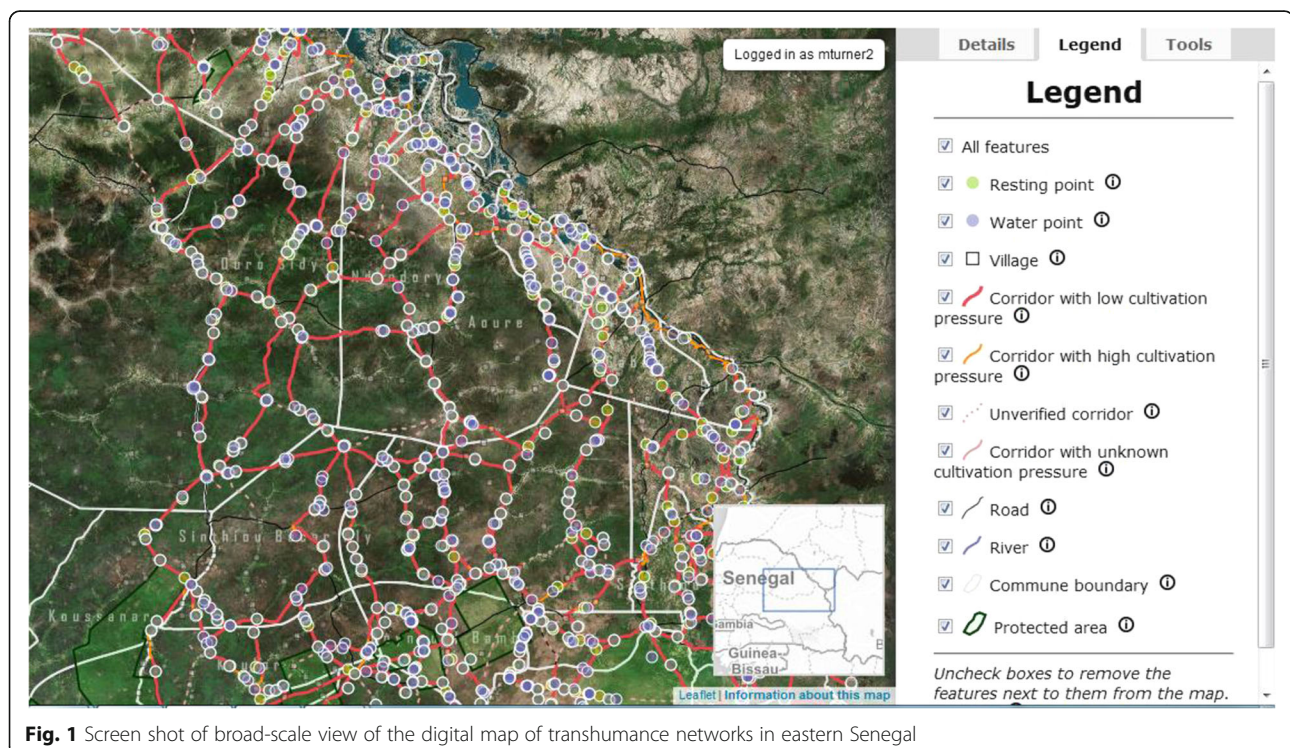 Logged in as mturner2
Aoure
Koussanar
Leaflet | Information about this map
Senegal
Gambia
Guinea-
Bissau
Details
Legend
Tools
Legend
All features
Resting point
Water point
Village
Corridor with low cultivation
pressure
Corridor with high cultivation
pressure
Unverified corridor
Corridor with unknown
cultivation pressure
Road
River
Commune boundary
Protected area
Uncheck boxes to remove the
features next to them from the map.
Fig. 1 Screen shot of broad-scale view of the digital map of transhumance networks in eastern Senegal